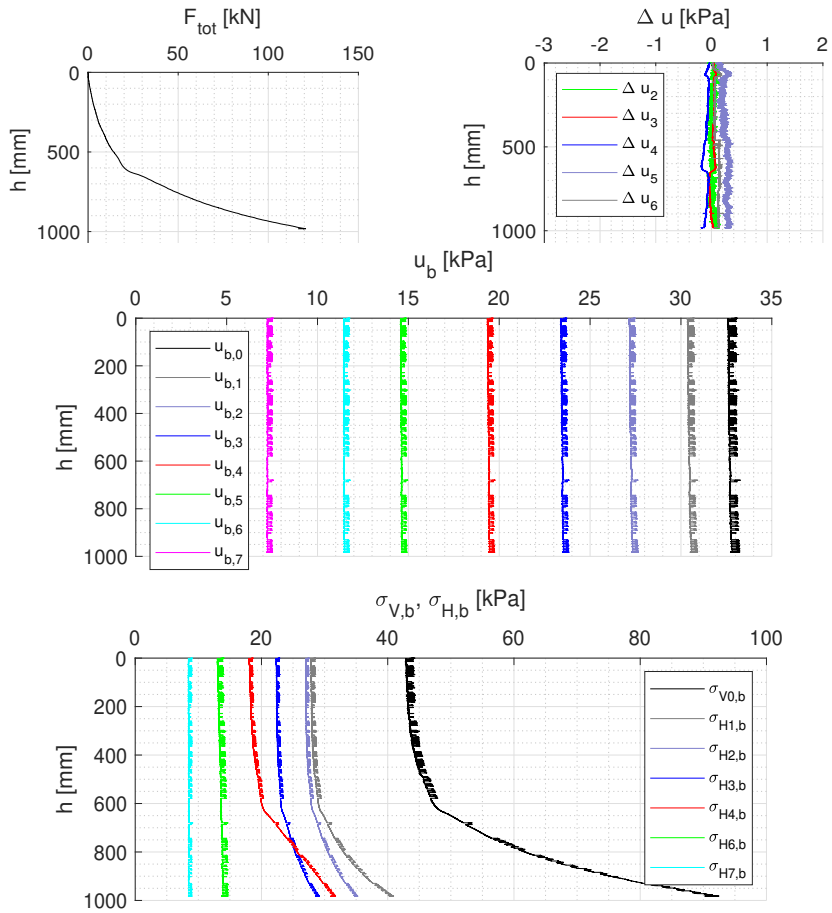 F_tot [kN]
0 50 100 150
0
500
1000
h [mm]
Δ u [kPa]
-3 -2 -1 0 1 2
0
500
1000
h [mm]
Δ u_2
Δ u_3
Δ u_4
Δ u_5
Δ u_6
u_b [kPa]
0 5 10 15 20 25 30 35
0
200
400
600
800
1000
h [mm]
u_b,0
u_b,1
u_b,2
u_b,3
u_b,4
u_b,5
u_b,6
u_b,7
σ_V,b, σ_H,b [kPa]
0 20 40 60 80 100
0
200
400
600
800
1000
h [mm]
σ_V0,b
σ_H1,b
σ_H2,b
σ_H3,b
σ_H4,b
σ_H6,b
σ_H7,b